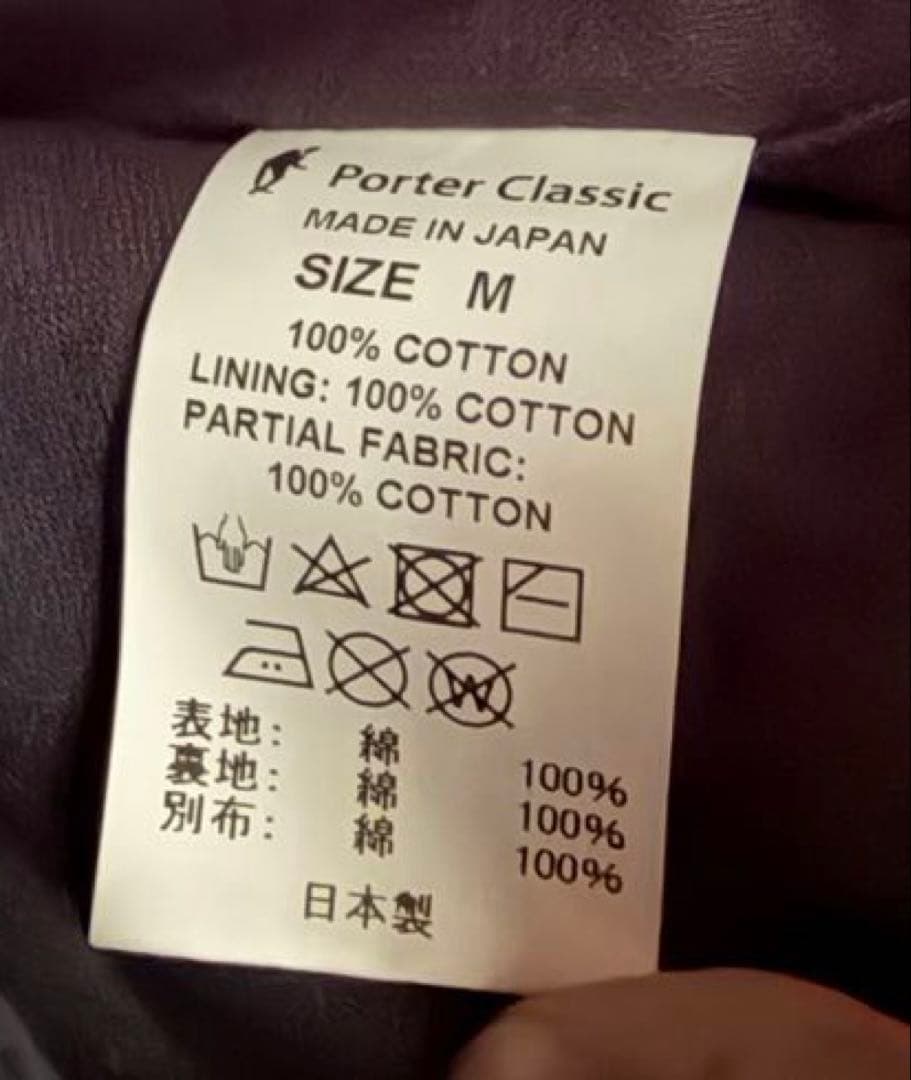 Porter Classic
MADE IN JAPAN
SIZE M
100% COTTON
LINING: 100% COTTON
PARTIAL FABRIC:
100% COTTON
W
表地: 綿 100%
裏地: 綿 100%
別布: 綿 100%
日本製